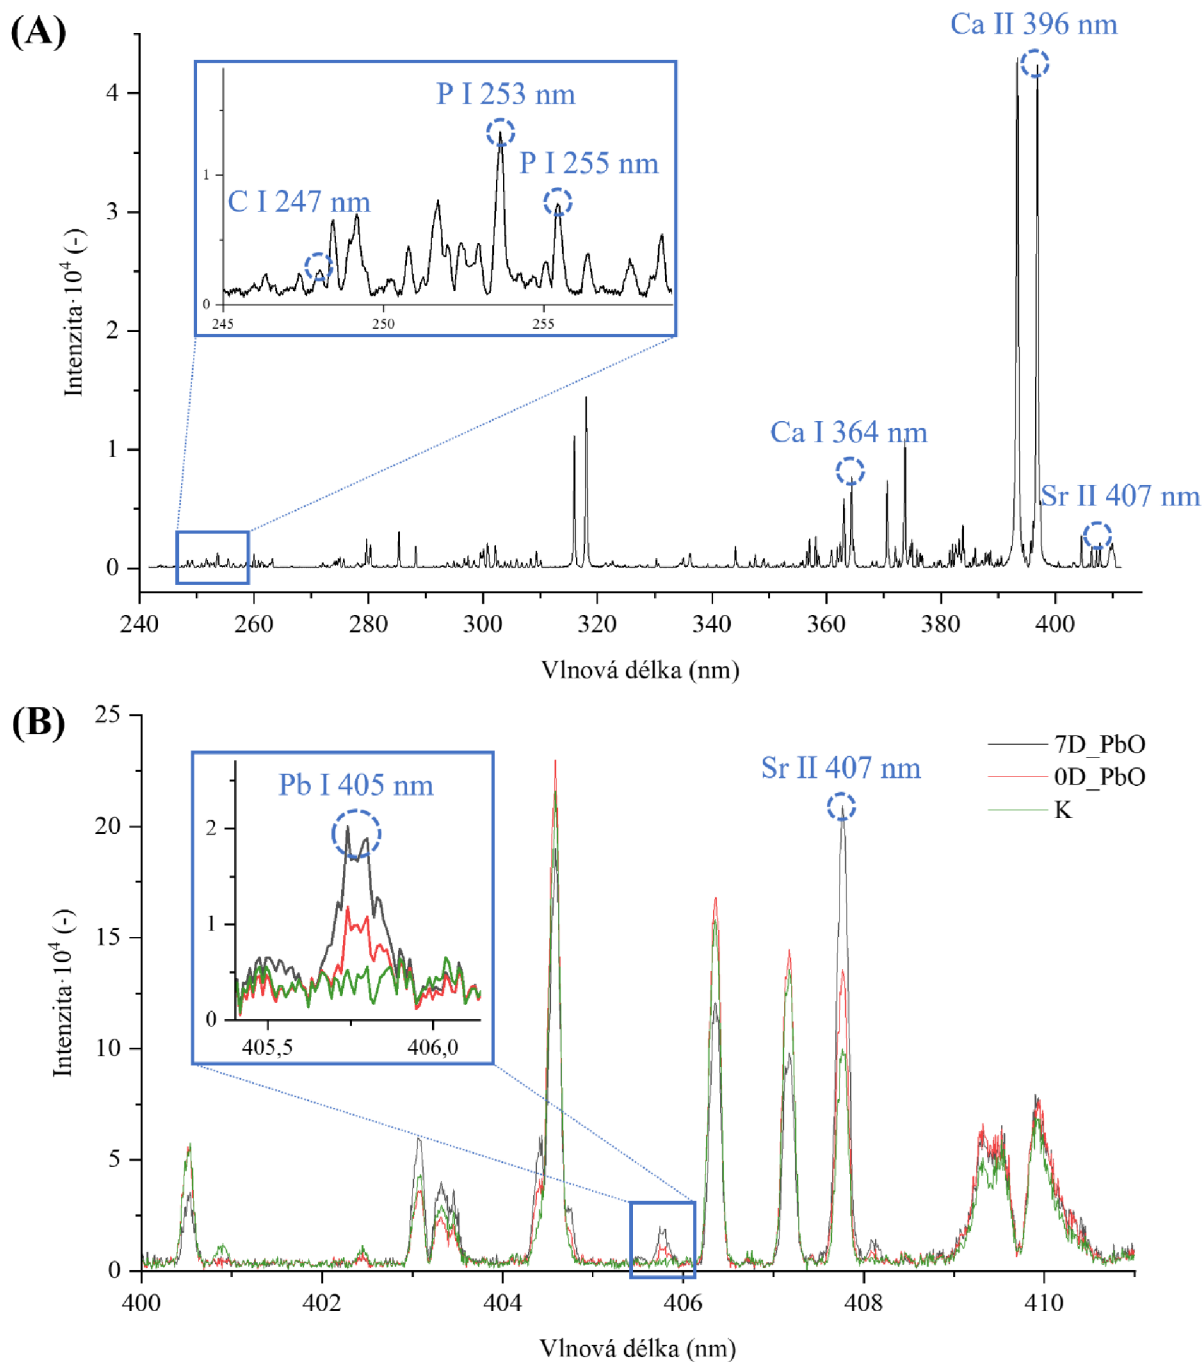 (A)
Ca II 396 nm
P I 253 nm
P I 255 nm
C I 247 nm
1
0
245
250
255
4
3
2
1
0
Intenzita·10⁴ (-)
Ca I 364 nm
Sr II 407 nm
240
260
280
300
320
340
360
380
400
Vlnová délka (nm)
(B)
25
20
15
10
5
0
Intenzita·10⁴ (-)
7D_PbO
0D_PbO
K
Sr II 407 nm
Pb I 405 nm
2
1
0
405,5
406,0
400
402
404
406
408
410
Vlnová délka (nm)